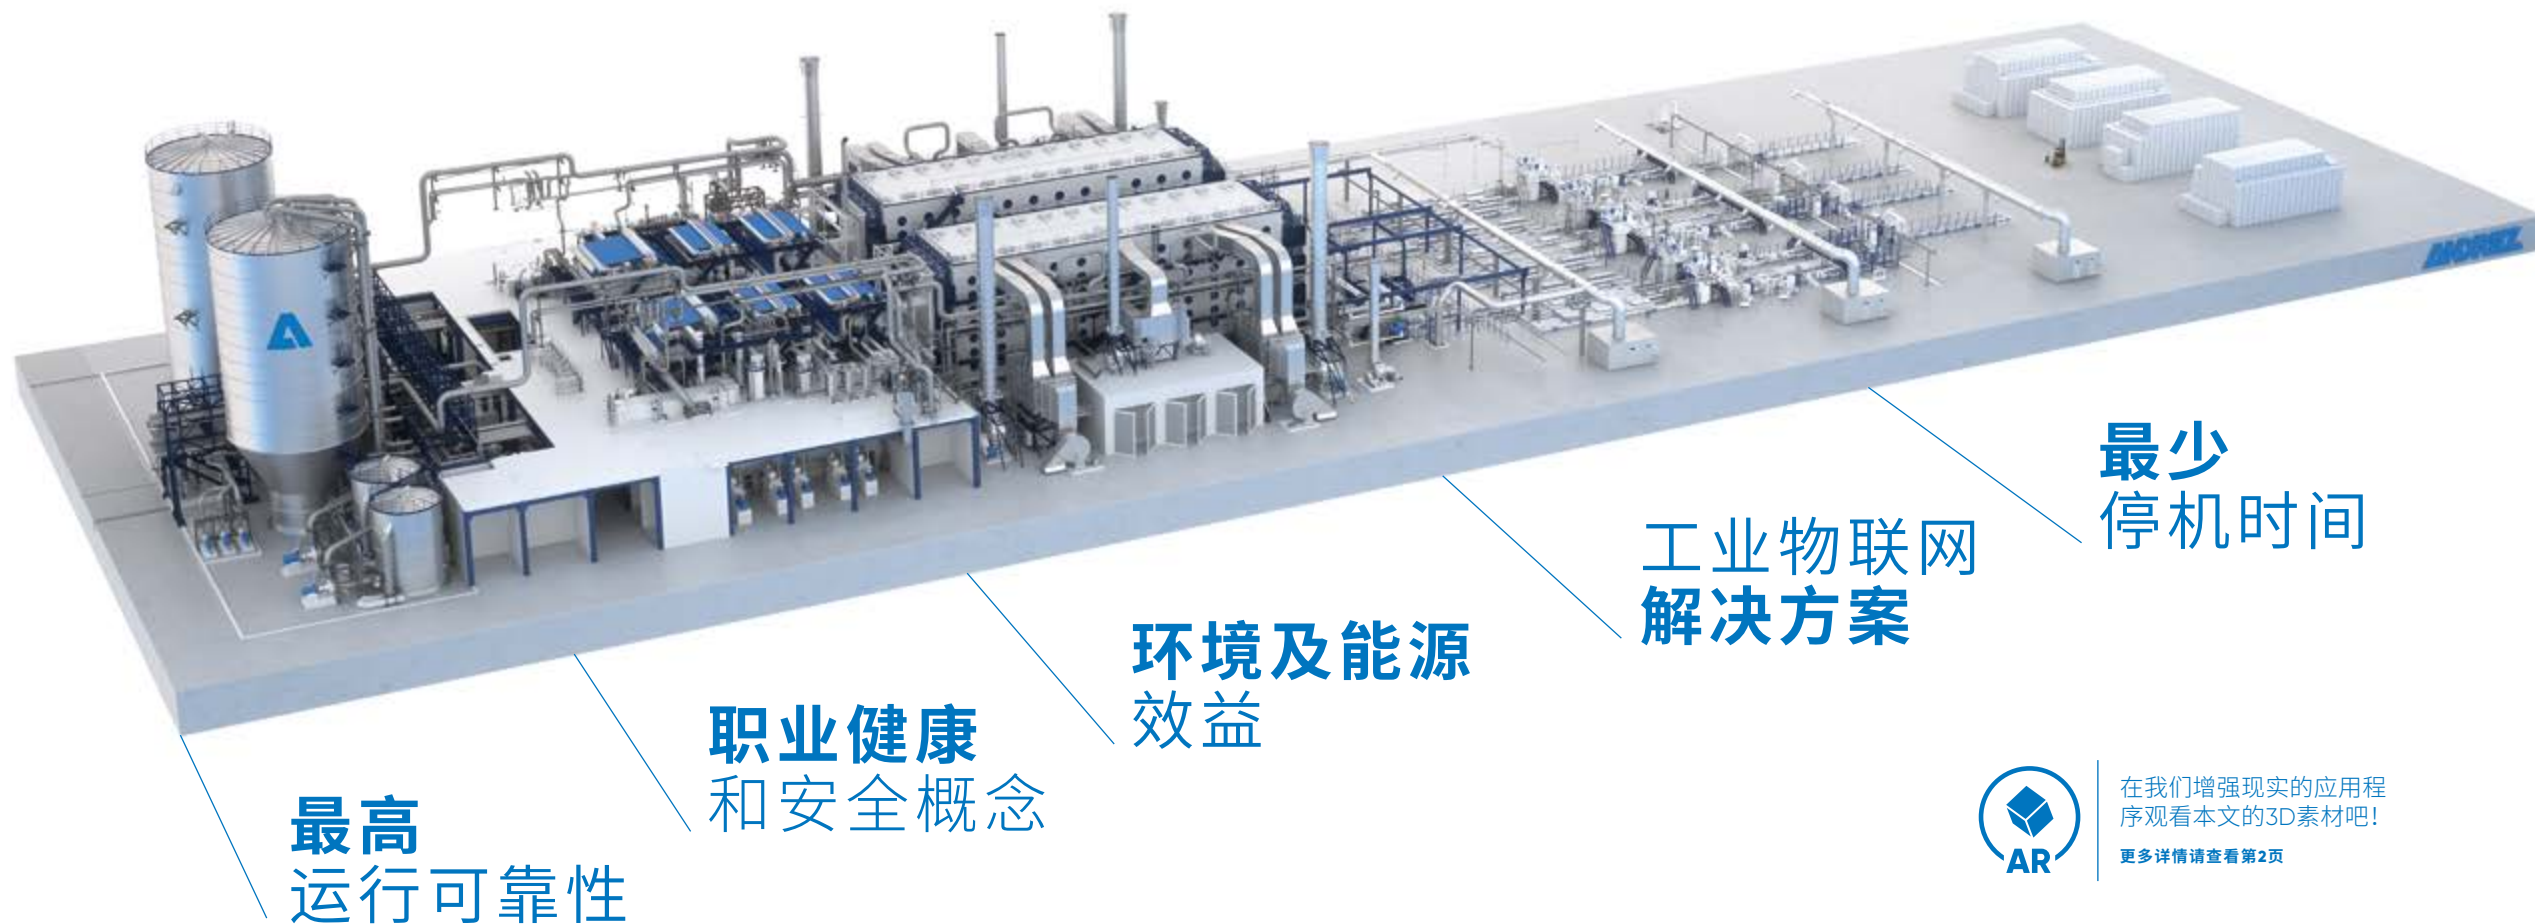 ANDRITZ
最少
停机时间
工业物联网
解决方案
环境及能源
效益
职业健康
和安全概念
最高
运行可靠性
在我们增强现实的应用程
序观看本文的3D素材吧！
更多详情请查看第2页
AR